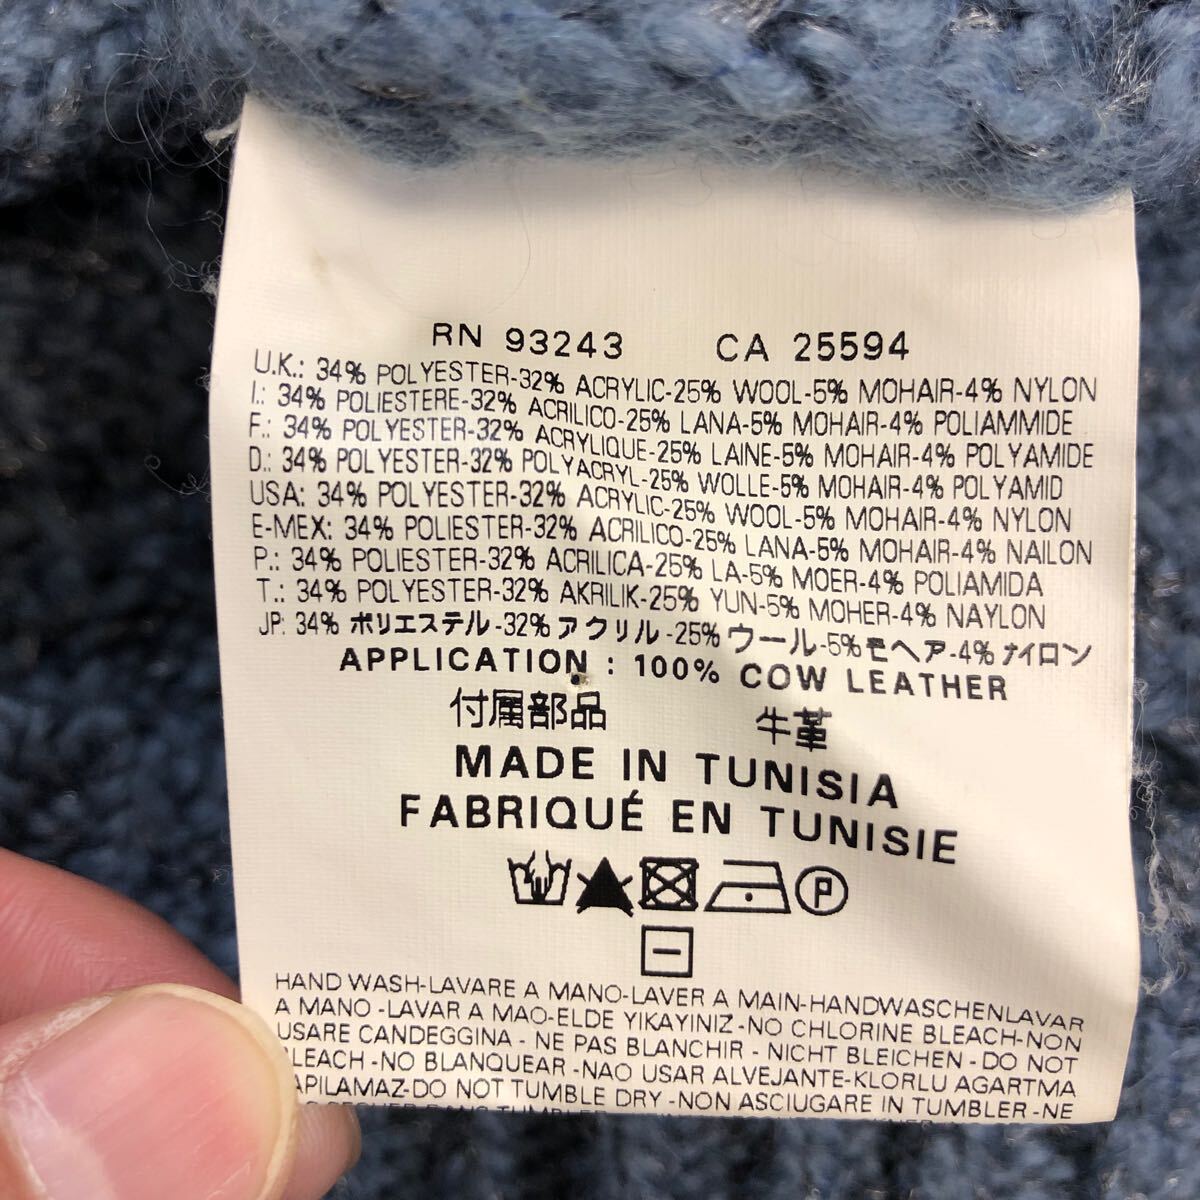 RN 93243 CA 25594
U.K.: 34% POLYESTER-32% ACRYLIC-25% WOOL-5% MOHAIR-4% NYLON
I.: 34% POLIESTERE-32% ACRILICO-25% LANA-5% MOHAIR-4% POLIAMMIDE
F.: 34% POLYESTER-32% ACRYLIQUE-25% LAINE-5% MOHAIR-4% POLYAMIDE
D.: 34% POLYESTER-32% POLYACRYL-25% WOLLE-5% MOHAIR-4% POLYAMID
USA: 34% POLYESTER-32% ACRYLIC-25% WOOL-5% MOHAIR-4% NYLON
E-MEX: 34% POLIESTER-32% ACRILICO-25% LANA-5% MOHAIR-4% NAILON
P.: 34% POLIESTER-32% ACRILICA-25% LA-5% MOER-4% POLIAMIDA
T.: 34% POLYESTER-32% AKRILIK-25% YUN-5% MOHER-4% NAYLON
JP: 34% ポリエステル-32% アクリル-25% ウール-5% モヘア-4% ナイロン
APPLICATION : 100% COW LEATHER
付属部品 牛革
MADE IN TUNISIA
FABRIQUÉ EN TUNISIE
P
HAND WASH-LAVARE A MANO-LAVER A MAIN-HANDWASCHENLAVAR
A MANO -LAVAR A MAO-ELDE YIKAYINIZ -NO CHLORINE BLEACH-NON
USARE CANDEGGINA - NE PAS BLANCHIR - NICHT BLEICHEN - DO NOT
BLEACH -NO BLANQUEAR -NAO USAR ALVEJANTE-KLORLU AGARTMA
APILAMAZ-DO NOT TUMBLE DRY -NON ASCIUGARE IN TUMBLER -NE